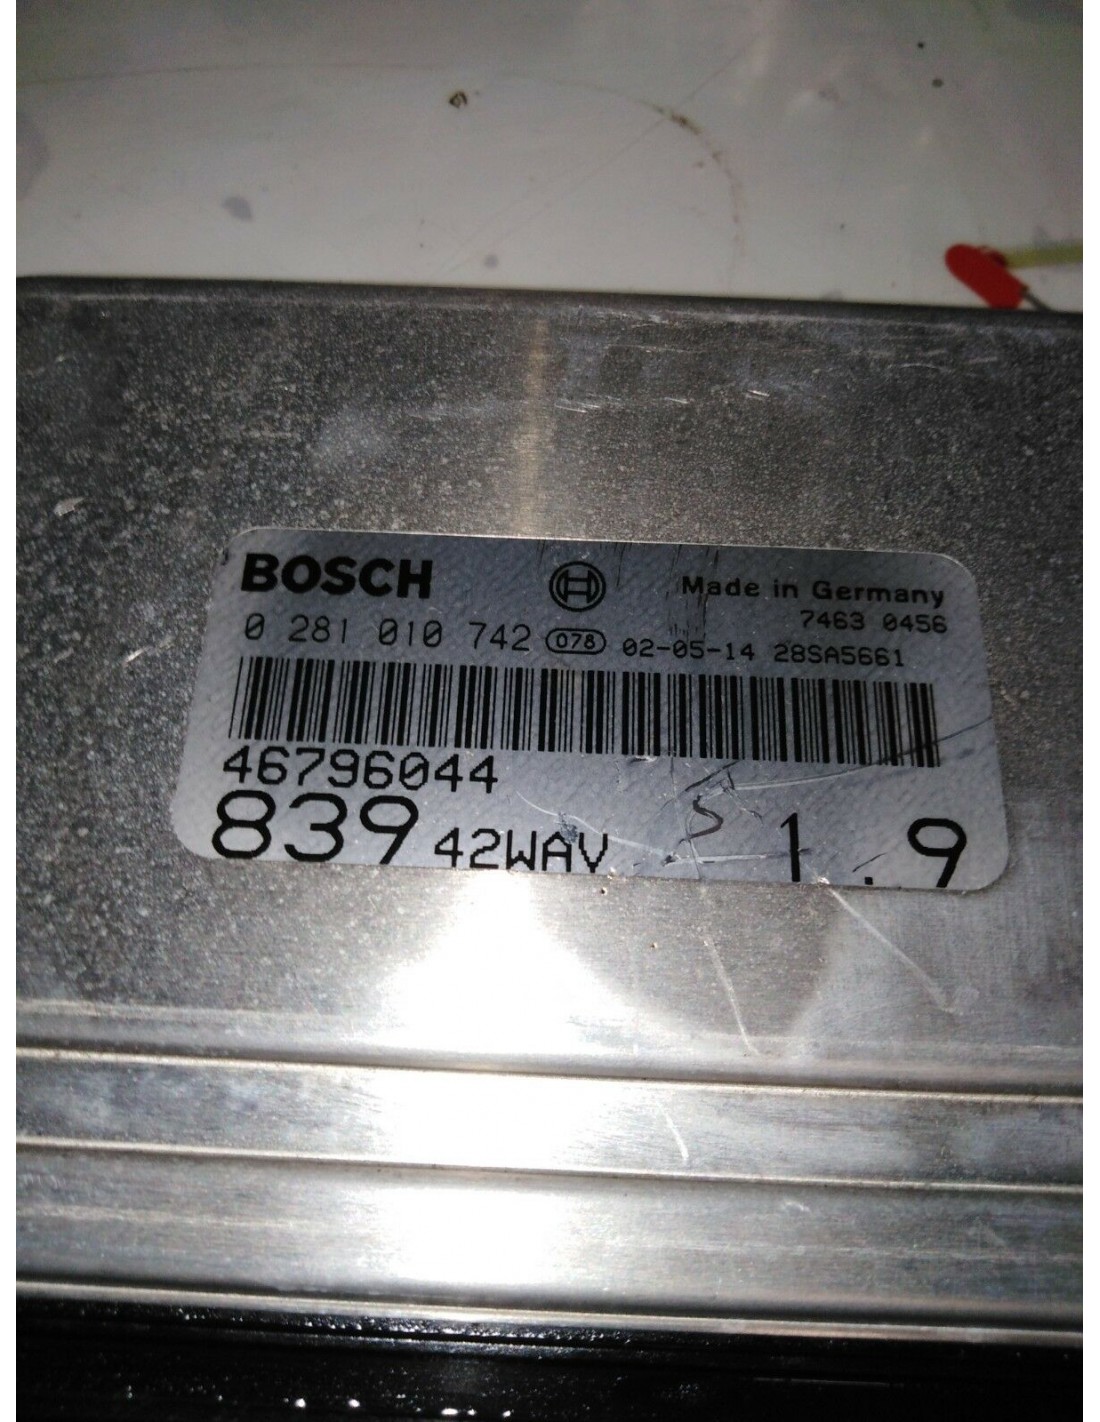 BOSCH Made in Germany
7463 0456
0 281 010 742 078 02-05-14 28SA5661
46796044
839 42WAV 1.9